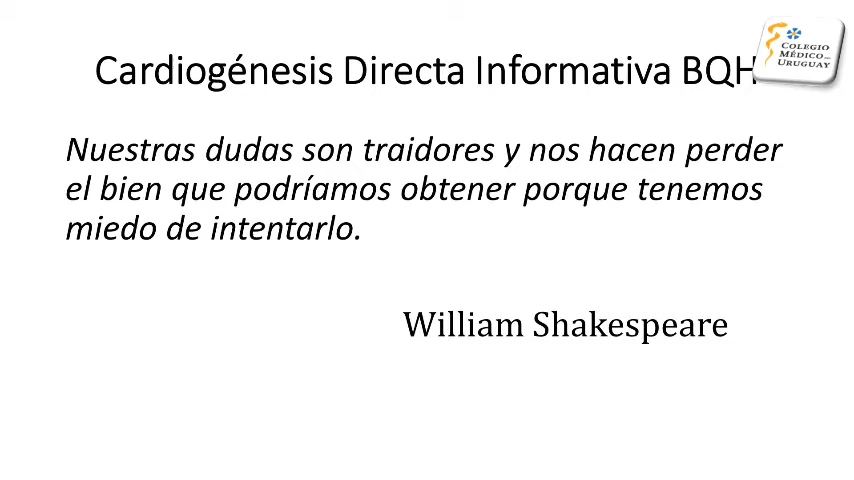 Cardiogénesis Directa Informativa BQH
COLEGIO
MÉDICO
URUGUAY
Nuestras dudas son traidores y nos hacen perder
el bien que podríamos obtener porque tenemos
miedo de intentarlo.
William Shakespeare